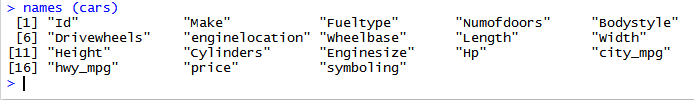 > names (cars)
 [1] "Id"             "Make"           "Fueltype"       "Numofdoors"     "Bodystyle"
 [6] "Drivewheels"    "enginelocation" "Wheelbase"      "Length"         "Width"
[11] "Height"         "Cylinders"      "Enginesize"     "Hp"             "city_mpg"
[16] "hwy_mpg"        "price"          "symboling"
>